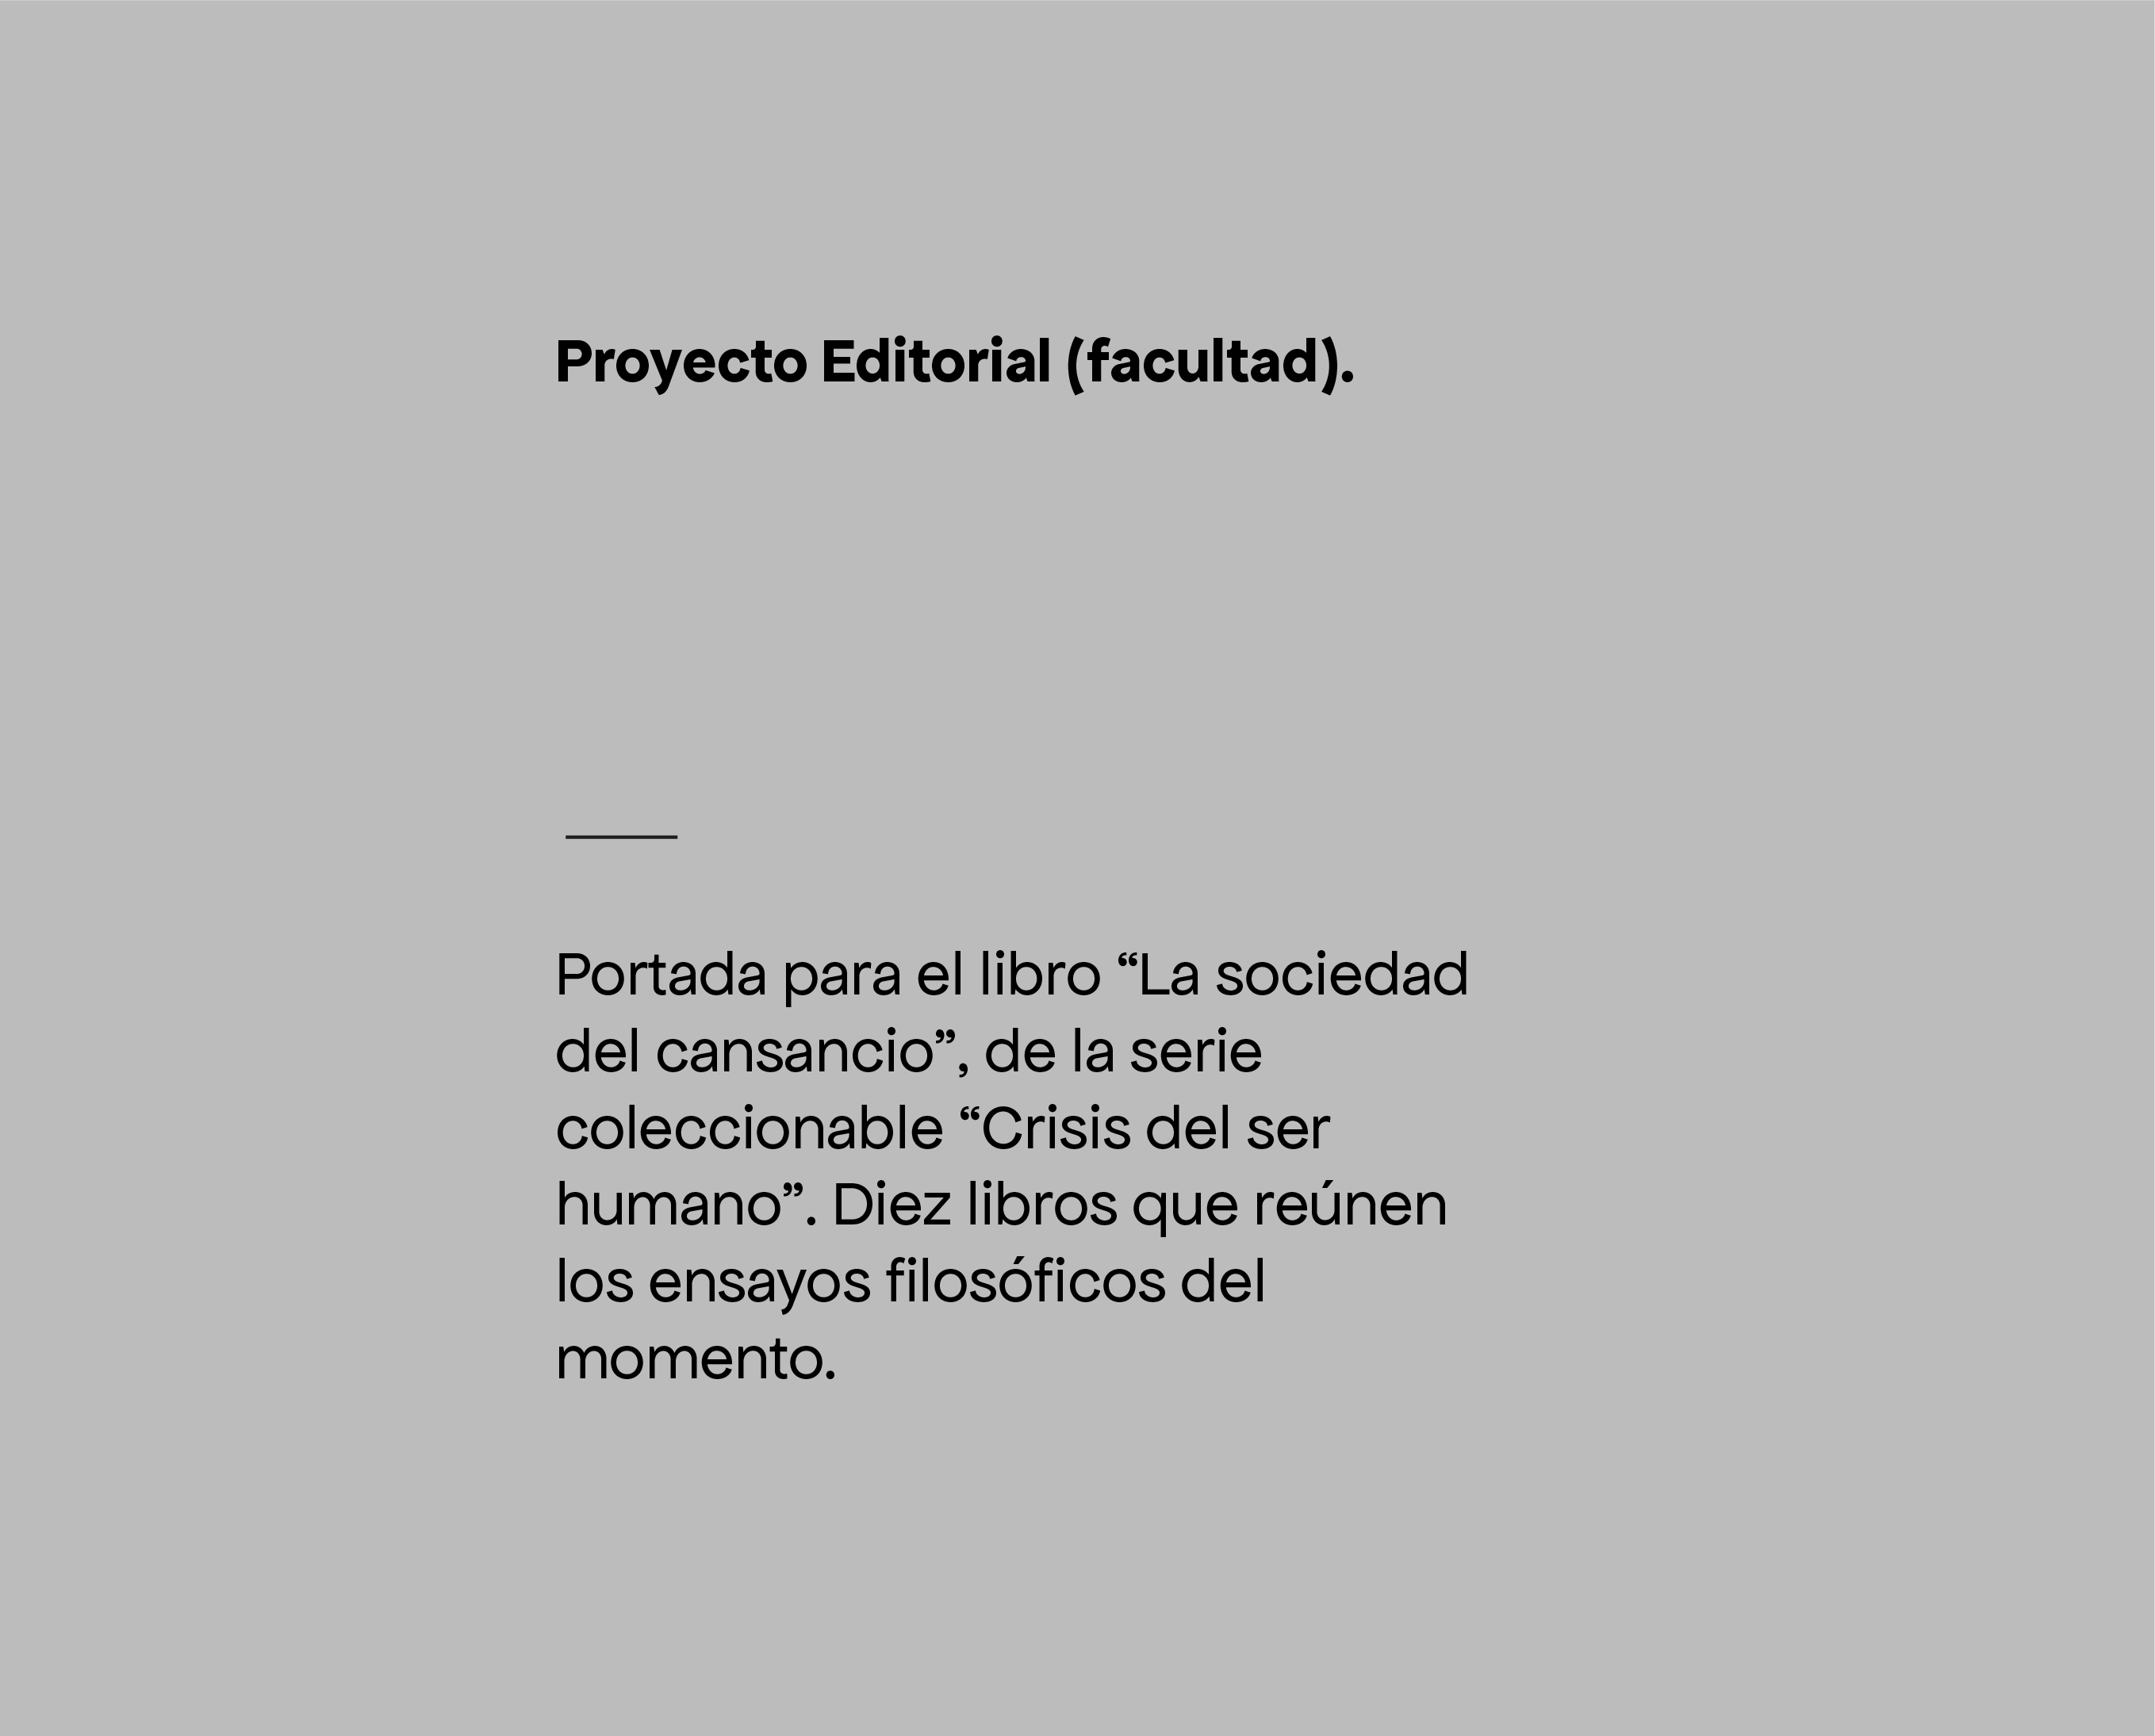 Proyecto Editorial (facultad).
Portada para el libro “La sociedad
del cansancio”, de la serie
coleccionable “Crisis del ser
humano”. Diez libros que reúnen
los ensayos filosóficos del
momento.